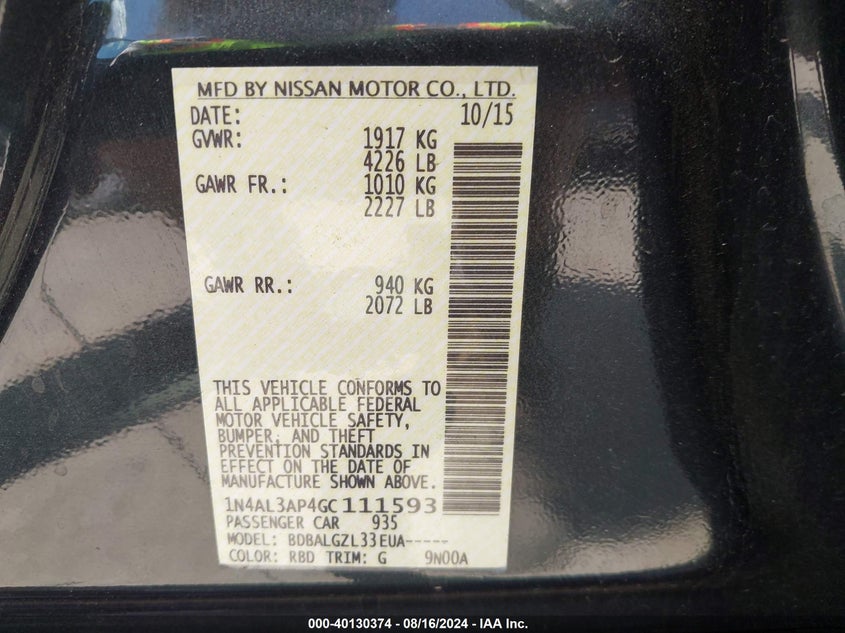 MFD BY NISSAN MOTOR CO., LTD.
DATE: 10/15
GVWR: 1917 KG
4226 LB
GAWR FR.: 1010 KG
2227 LB
GAWR RR.: 940 KG
2072 LB
THIS VEHICLE CONFORMS TO
ALL APPLICABLE FEDERAL
MOTOR VEHICLE SAFETY,
BUMPER, AND THEFT
PREVENTION STANDARDS IN
EFFECT ON THE DATE OF
MANUFACTURE SHOWN ABOVE.
1N4AL3AP4GC111593
PASSENGER CAR 935
MODEL: BDBALGZL33EUA-----
COLOR: RBD TRIM: G 9N00A
000-40130374 - 08/16/2024 - IAA Inc.